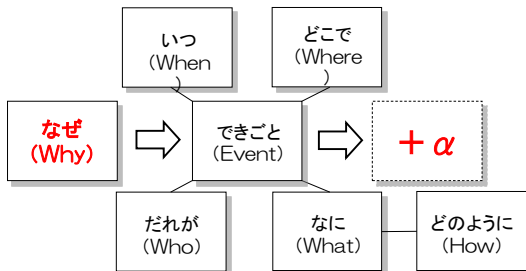 いつ
(When
)
どこで
(Where
)
なぜ
(Why)
できごと
(Event)
＋α
だれが
(Who)
なに
(What)
どのように
(How)